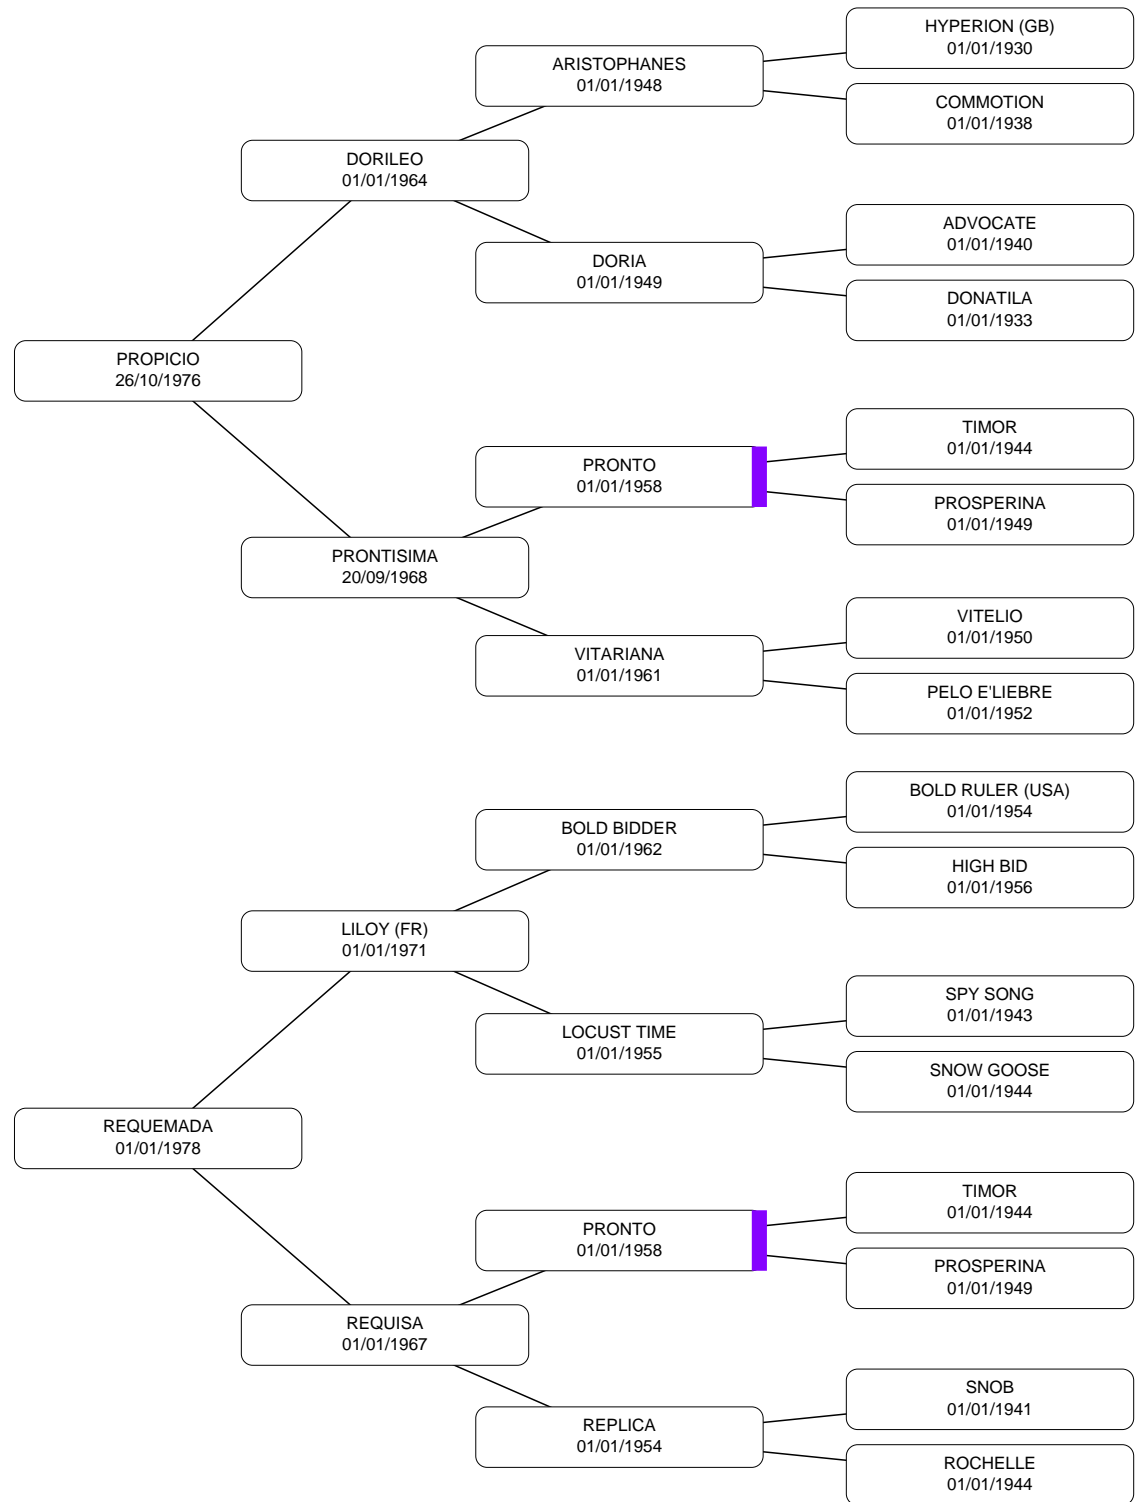 HYPERION (GB)
01/01/1930
ARISTOPHANES
01/01/1948
COMMOTION
01/01/1938
DORILEO
01/01/1964
ADVOCATE
01/01/1940
DORIA
01/01/1949
DONATILA
01/01/1933
PROPICIO
26/10/1976
TIMOR
01/01/1944
PRONTO
01/01/1958
PROSPERINA
01/01/1949
PRONTISIMA
20/09/1968
VITELIO
01/01/1950
VITARIANA
01/01/1961
PELO E'LIEBRE
01/01/1952
BOLD RULER (USA)
01/01/1954
BOLD BIDDER
01/01/1962
HIGH BID
01/01/1956
LILOY (FR)
01/01/1971
SPY SONG
01/01/1943
LOCUST TIME
01/01/1955
SNOW GOOSE
01/01/1944
REQUEMADA
01/01/1978
TIMOR
01/01/1944
PRONTO
01/01/1958
PROSPERINA
01/01/1949
REQUISA
01/01/1967
SNOB
01/01/1941
REPLICA
01/01/1954
ROCHELLE
01/01/1944